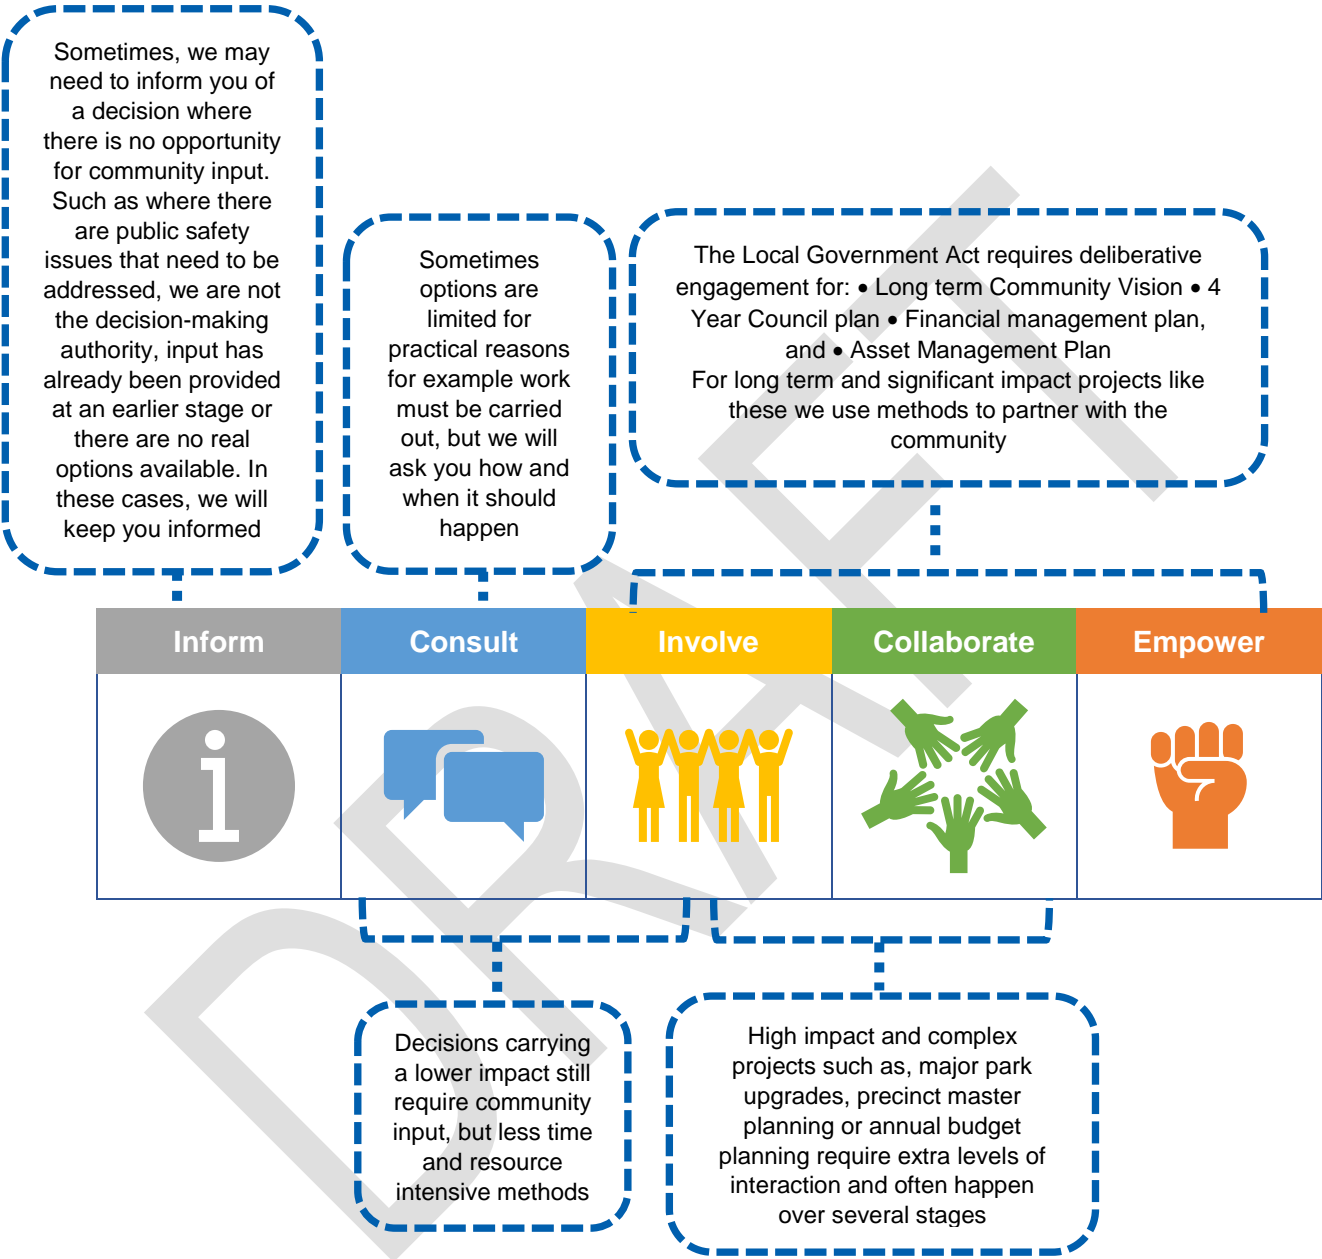 Sometimes, we may
need to inform you of
a decision where
there is no opportunity
for community input.
Such as where there
are public safety
issues that need to be
addressed, we are not
the decision-making
authority, input has
already been provided
at an earlier stage or
there are no real
options available. In
these cases, we will
keep you informed
Sometimes
options are
limited for
practical reasons
for example work
must be carried
out, but we will
ask you how and
when it should
happen
The Local Government Act requires deliberative
engagement for: • Long term Community Vision • 4
Year Council plan • Financial management plan,
and • Asset Management Plan
For long term and significant impact projects like
these we use methods to partner with the
community
Inform
Consult
Involve
Collaborate
Empower
i
Decisions carrying
a lower impact still
require community
input, but less time
and resource
intensive methods
High impact and complex
projects such as, major park
upgrades, precinct master
planning or annual budget
planning require extra levels of
interaction and often happen
over several stages
DRAFT